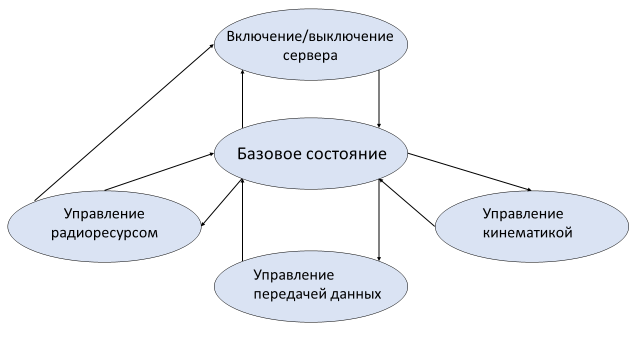 Включение/выключение
сервера
Базовое состояние
Управление
радиоресурсом
Управление
кинематикой
Управление
передачей данных